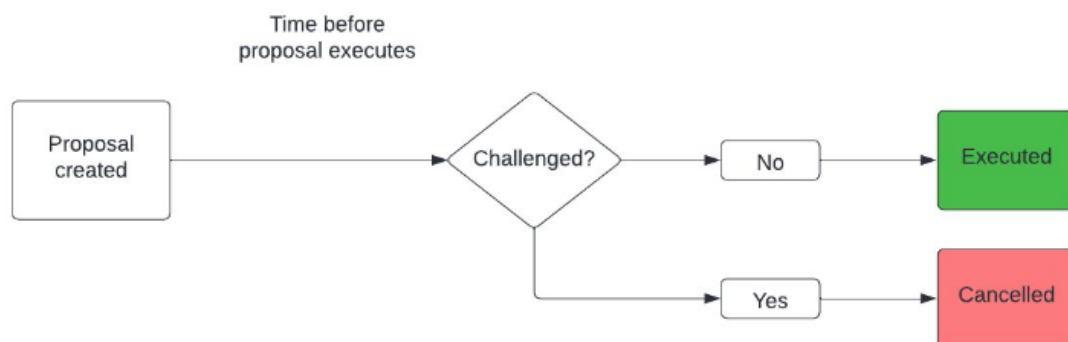 Time before
proposal executes
Proposal
created
Challenged?
No
Executed
Yes
Cancelled